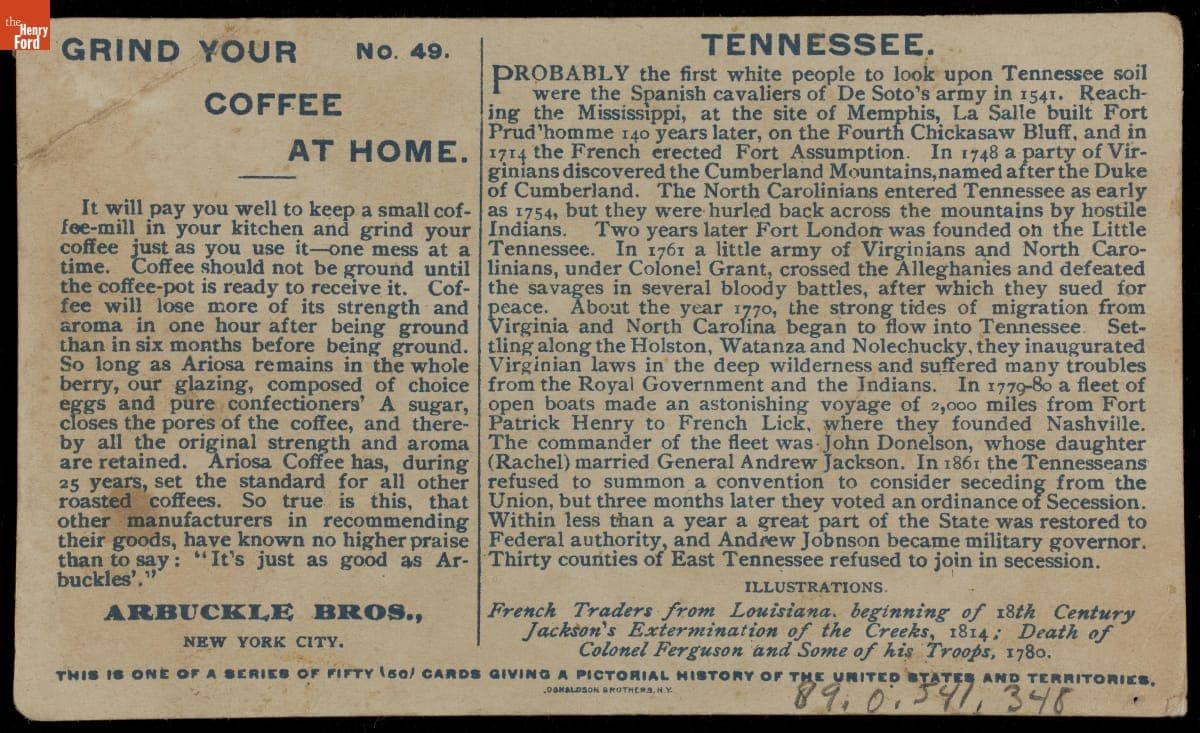 the
Henry
Ford
GRIND YOUR No. 49.
COFFEE
AT HOME.
It will pay you well to keep a small cof-
fee-mill in your kitchen and grind your
coffee just as you use it—one mess at a
time. Coffee should not be ground until
the coffee-pot is ready to receive it. Cof-
fee will lose more of its strength and
aroma in one hour after being ground
than in six months before being ground.
So long as Ariosa remains in the whole
berry, our glazing, composed of choice
eggs and pure confectioners' A sugar,
closes the pores of the coffee, and there-
by all the original strength and aroma
are retained. Ariosa Coffee has, during
25 years, set the standard for all other
roasted coffees. So true is this, that
other manufacturers in recommending
their goods, have known no higher praise
than to say: "It's just as good as Ar-
buckles'."
ARBUCKLE BROS.,
NEW YORK CITY.
TENNESSEE.
PROBABLY the first white people to look upon Tennessee soil
were the Spanish cavaliers of De Soto's army in 1541. Reach-
ing the Mississippi, at the site of Memphis, La Salle built Fort
Prud'homme 140 years later, on the Fourth Chickasaw Bluff, and in
1714 the French erected Fort Assumption. In 1748 a party of Vir-
ginians discovered the Cumberland Mountains, named after the Duke
of Cumberland. The North Carolinians entered Tennessee as early
as 1754, but they were hurled back across the mountains by hostile
Indians. Two years later Fort London was founded on the Little
Tennessee. In 1761 a little army of Virginians and North Caro-
linians, under Colonel Grant, crossed the Alleghanies and defeated
the savages in several bloody battles, after which they sued for
peace. About the year 1770, the strong tides of migration from
Virginia and North Carolina began to flow into Tennessee. Set-
tling along the Holston, Watanza and Nolechucky, they inaugurated
Virginian laws in the deep wilderness and suffered many troubles
from the Royal Government and the Indians. In 1779-80 a fleet of
open boats made an astonishing voyage of 2,000 miles from Fort
Patrick Henry to French Lick, where they founded Nashville.
The commander of the fleet was John Donelson, whose daughter
(Rachel) married General Andrew Jackson. In 1861 the Tennesseans
refused to summon a convention to consider seceding from the
Union, but three months later they voted an ordinance of Secession.
Within less than a year a great part of the State was restored to
Federal authority, and Andrew Jobnson became military governor.
Thirty counties of East Tennessee refused to join in secession.
ILLUSTRATIONS.
French Traders from Louisiana, beginning of 18th Century
Jackson's Extermination of the Creeks, 1814; Death of
Colonel Ferguson and Some of his Troops, 1780.
THIS IS ONE OF A SERIES OF FIFTY (50) CARDS GIVING A PICTORIAL HISTORY OF THE UNITED STATES AND TERRITORIES.
DONALDSON BROTHERS, N.Y.
89.0.541.348